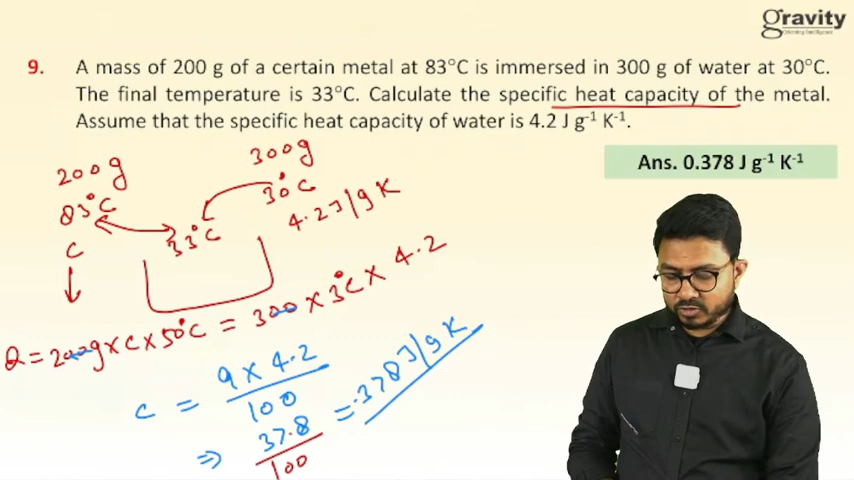 gravity
9. A mass of 200 g of a certain metal at 83°C is immersed in 300 g of water at 30°C.
The final temperature is 33°C. Calculate the specific heat capacity of the metal.
Assume that the specific heat capacity of water is 4.2 J g⁻¹ K⁻¹.
Ans. 0.378 J g⁻¹ K⁻¹
200g
83°C
C
300g
30°C
4.2J/gK
33°C
Q = 200g × C × 50°C = 300 × 3°C × 4.2
C = 9 × 4.2
100
⇒ 37.8
100
= .378 J/gK